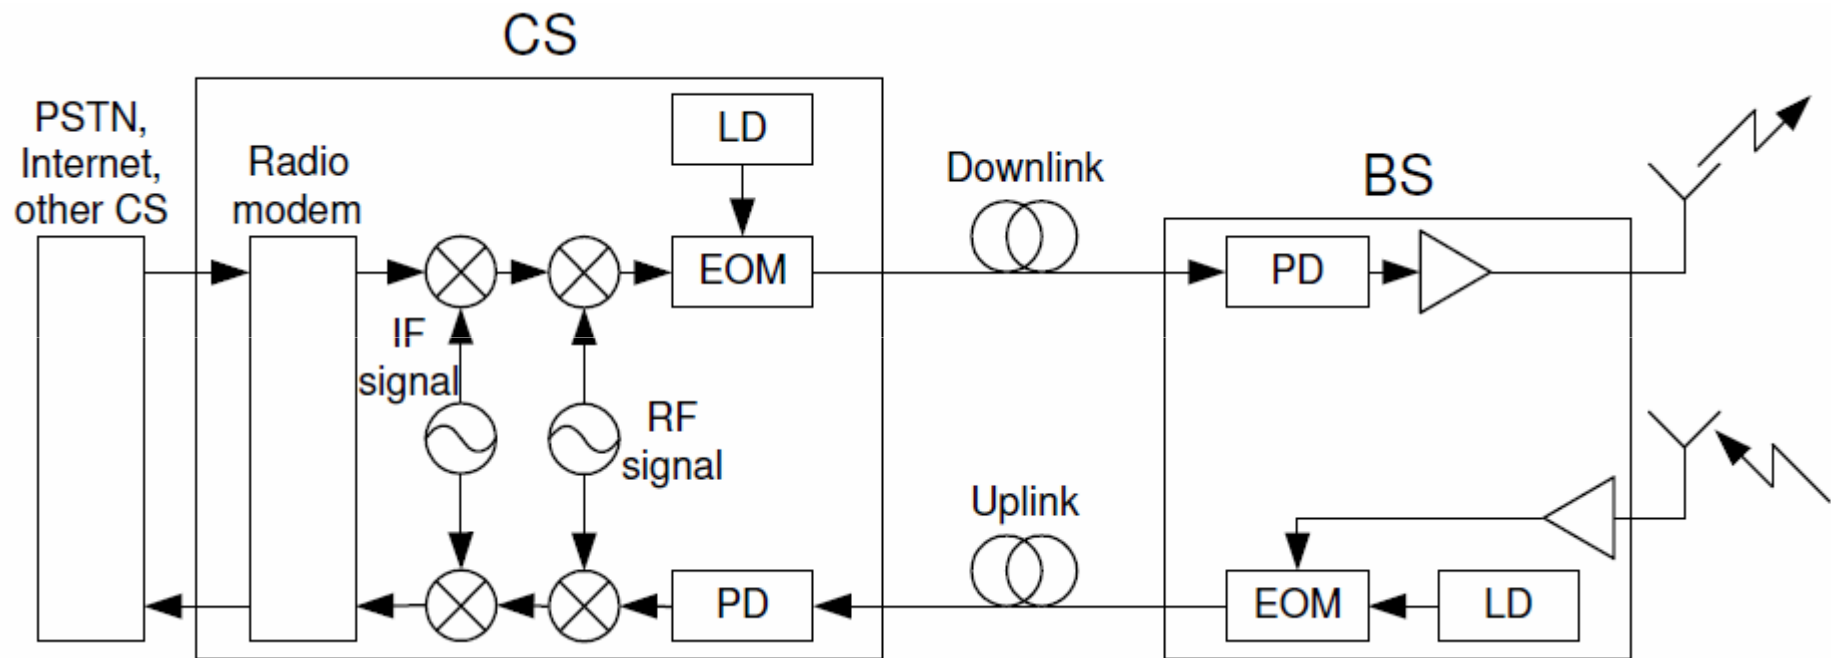 CS
PSTN,
Internet,
other CS
Radio
modem
LD
Downlink
BS
EOM
PD
IF
signal
RF
signal
Uplink
PD
EOM
LD